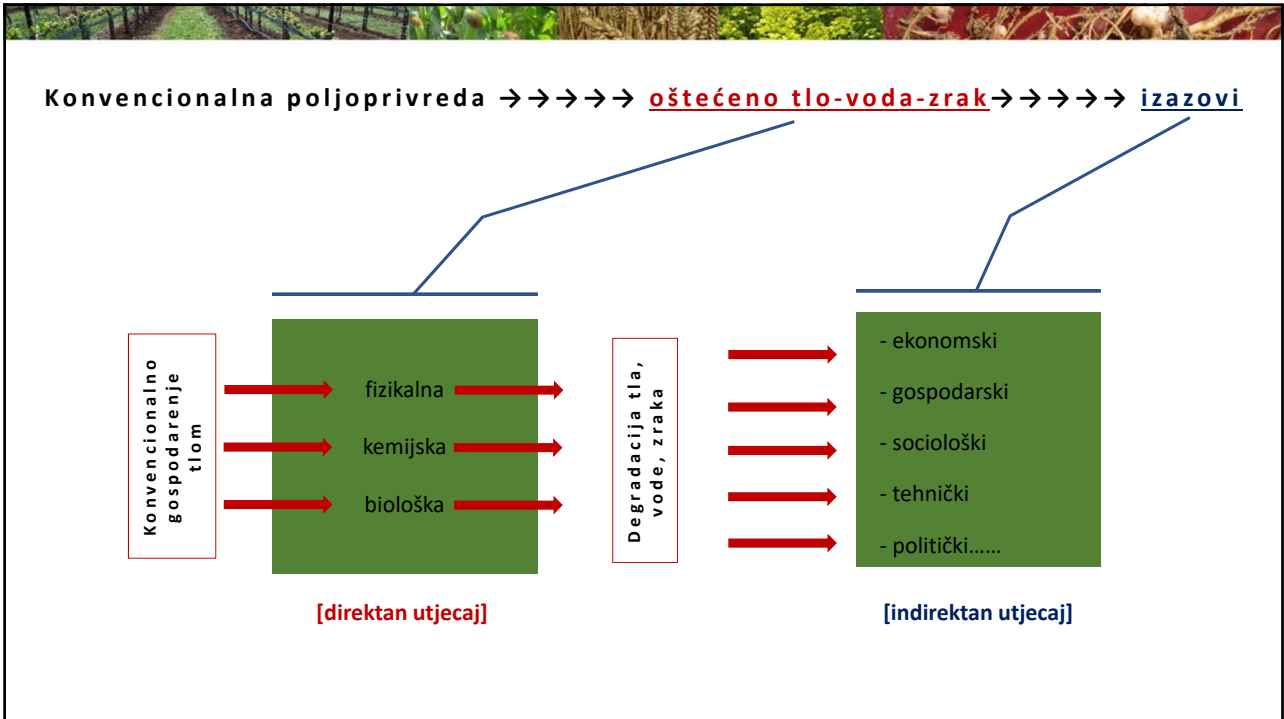 Konvencionalna poljoprivreda →→→→→ oštećeno tlo-voda-zrak→→→→→ izazovi
Konvencionalno
gospodarenje
tlom
fizikalna
kemijska
biološka
Degradacija tla,
vode, zraka
- ekonomski
- gospodarski
- sociološki
- tehnički
- politički......
[direktan utjecaj]
[indirektan utjecaj]